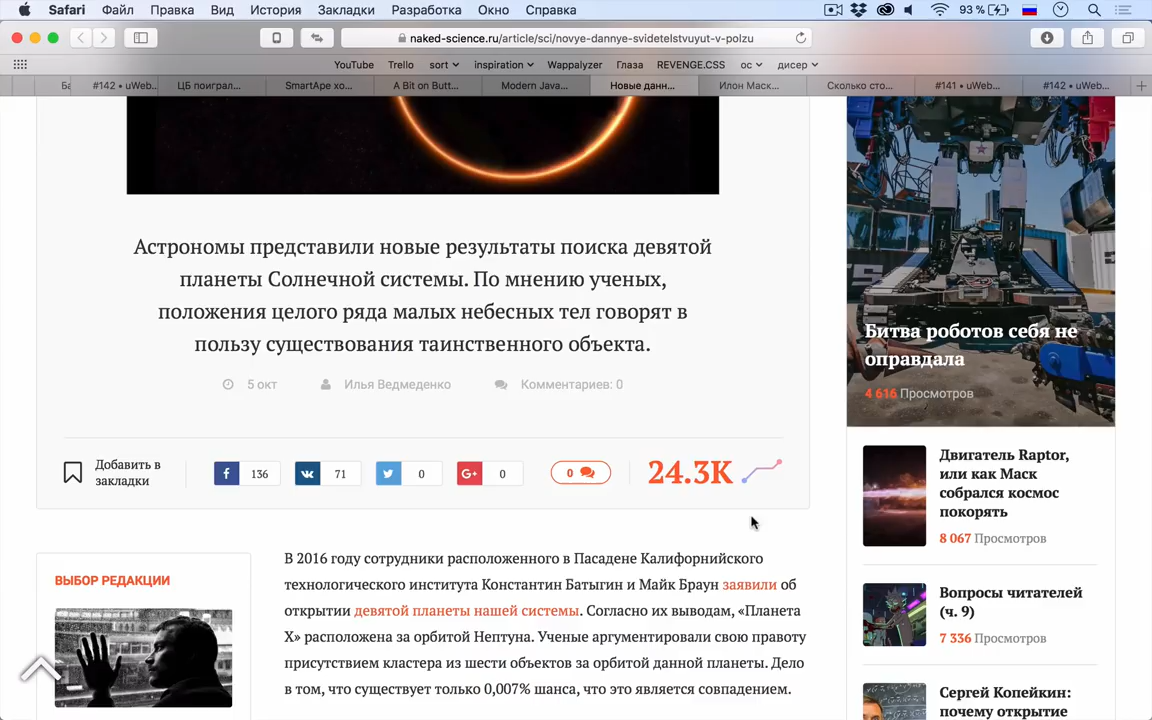 Safari Файл Правка Вид История Закладки Разработка Окно Справка 93 %
naked-science.ru/article/sci/novye-dannye-svidetelstvuyut-v-polzu
YouTube Trello sort inspiration Wappalyzer Глаза REVENGE.CSS ос дисер
Ба #142 • uWeb... ЦБ поиграл... SmartApe хо... A Bit on Butt... Modern Java... Новые данн... Илон Маск... Сколько сто... #141 • uWeb... #142 • uWeb...
Астрономы представили новые результаты поиска девятой
планеты Солнечной системы. По мнению ученых,
положения целого ряда малых небесных тел говорят в
пользу существования таинственного объекта.
5 окт Илья Ведмеденко Комментариев: 0
Добавить в
закладки
136 71 0 G+ 0 0 24.3K
ВЫБОР РЕДАКЦИИ
В 2016 году сотрудники расположенного в Пасадене Калифорнийского
технологического института Константин Батыгин и Майк Браун заявили об
открытии девятой планеты нашей системы. Согласно их выводам, «Планета
X» расположена за орбитой Нептуна. Ученые аргументировали свою правоту
присутствием кластера из шести объектов за орбитой данной планеты. Дело
в том, что существует только 0,007% шанса, что это является совпадением.
Битва роботов себя не
оправдала
4 616 Просмотров
Двигатель Raptor,
или как Маск
собрался космос
покорять
8 067 Просмотров
Вопросы читателей
(ч. 9)
7 336 Просмотров
Сергей Копейкин:
почему открытие